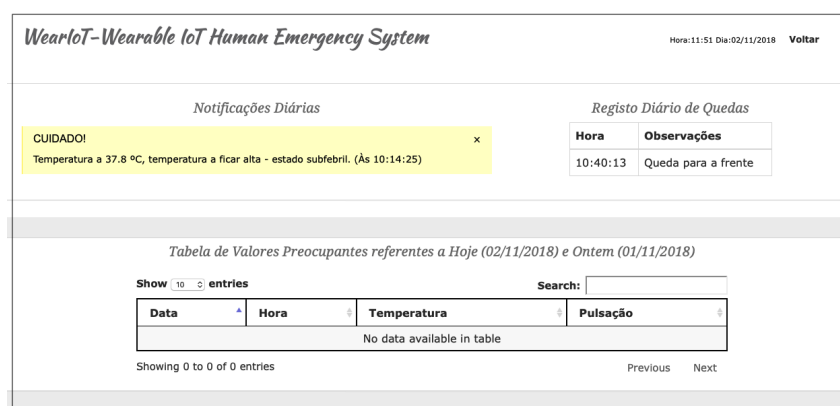 WearIoT-Wearable IoT Human Emergency System
Hora:11:51 Dia:02/11/2018 Voltar
Notificações Diárias
CUIDADO! ×
Temperatura a 37.8 ºC, temperatura a ficar alta - estado subfebril. (Às 10:14:25)
Registo Diário de Quedas
Hora Observações
10:40:13 Queda para a frente
Tabela de Valores Preocupantes referentes a Hoje (02/11/2018) e Ontem (01/11/2018)
Show 10 entries Search:
Data Hora Temperatura Pulsação
No data available in table
Showing 0 to 0 of 0 entries Previous Next